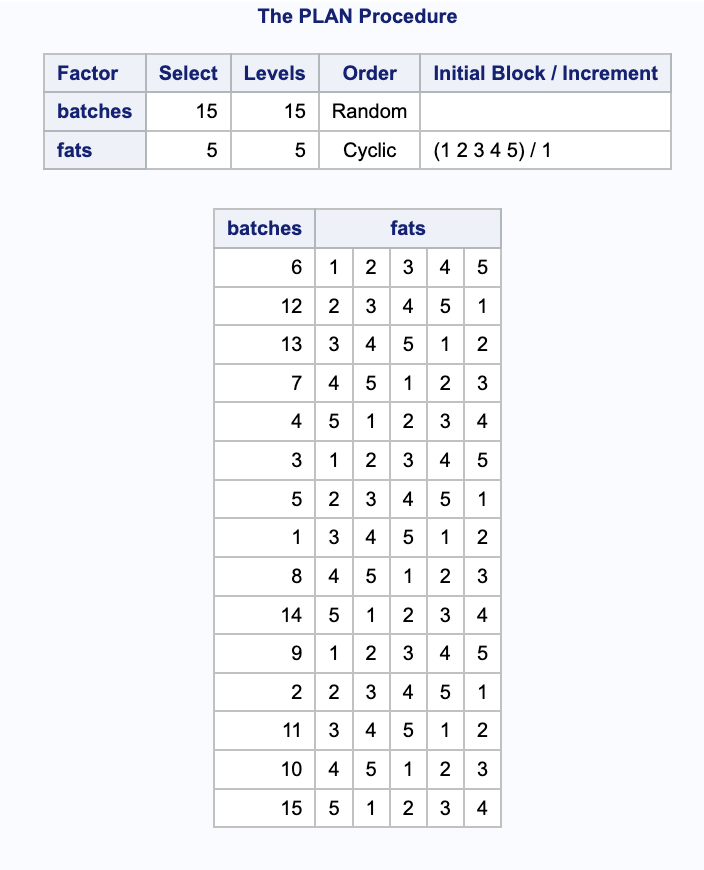 The PLAN Procedure
Factor Select Levels Order Initial Block / Increment
batches 15 15 Random
fats 5 5 Cyclic (1 2 3 4 5) / 1
batches fats
6 1 2 3 4 5
12 2 3 4 5 1
13 3 4 5 1 2
7 4 5 1 2 3
4 5 1 2 3 4
3 1 2 3 4 5
5 2 3 4 5 1
1 3 4 5 1 2
8 4 5 1 2 3
14 5 1 2 3 4
9 1 2 3 4 5
2 2 3 4 5 1
11 3 4 5 1 2
10 4 5 1 2 3
15 5 1 2 3 4